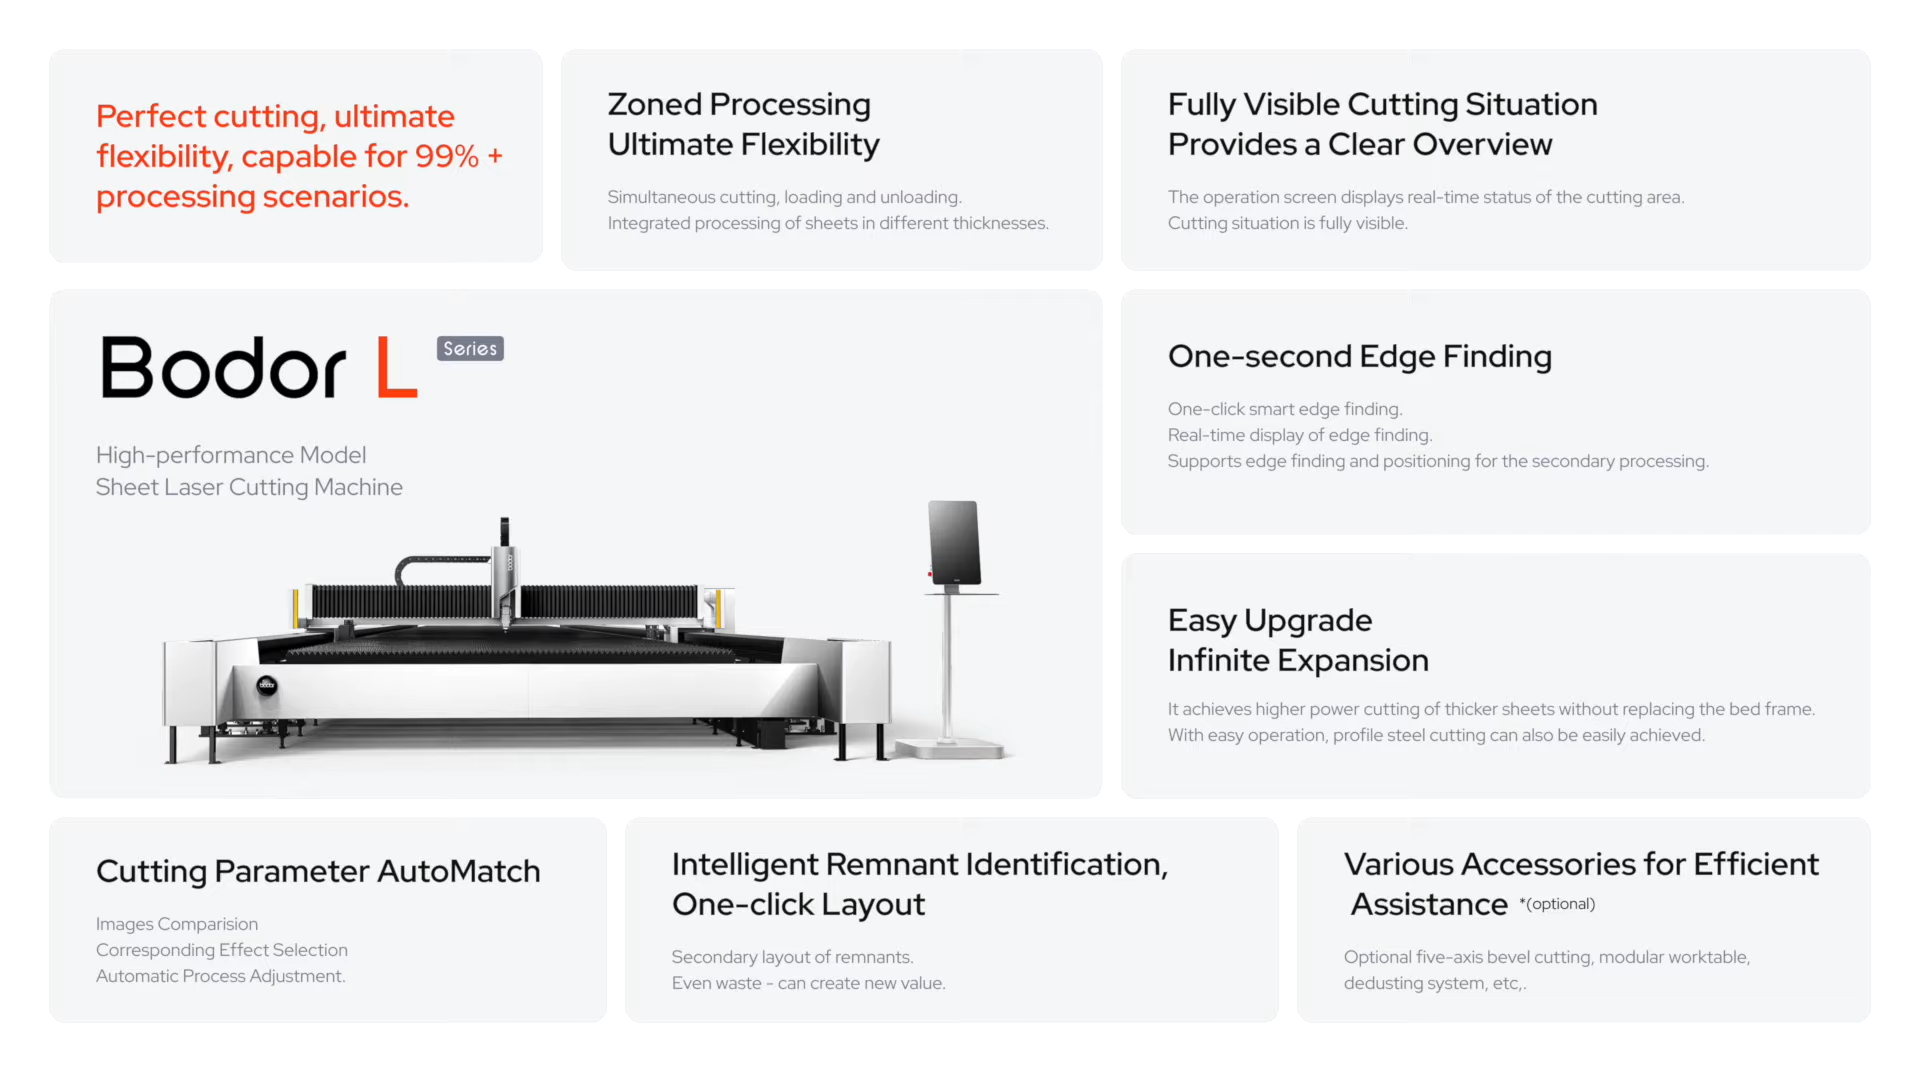 Perfect cutting, ultimate
flexibility, capable for 99% +
processing scenarios.
Zoned Processing
Ultimate Flexibility
Simultaneous cutting, loading and unloading.
Integrated processing of sheets in different thicknesses.
Fully Visible Cutting Situation
Provides a Clear Overview
The operation screen displays real-time status of the cutting area.
Cutting situation is fully visible.
Bodor L Series
High-performance Model
Sheet Laser Cutting Machine
bodor
bodor
One-second Edge Finding
One-click smart edge finding.
Real-time display of edge finding.
Supports edge finding and positioning for the secondary processing.
Easy Upgrade
Infinite Expansion
It achieves higher power cutting of thicker sheets without replacing the bed frame.
With easy operation, profile steel cutting can also be easily achieved.
Cutting Parameter AutoMatch
Images Comparision
Corresponding Effect Selection
Automatic Process Adjustment.
Intelligent Remnant Identification,
One-click Layout
Secondary layout of remnants.
Even waste - can create new value.
Various Accessories for Efficient
Assistance *(optional)
Optional five-axis bevel cutting, modular worktable,
dedusting system, etc,.